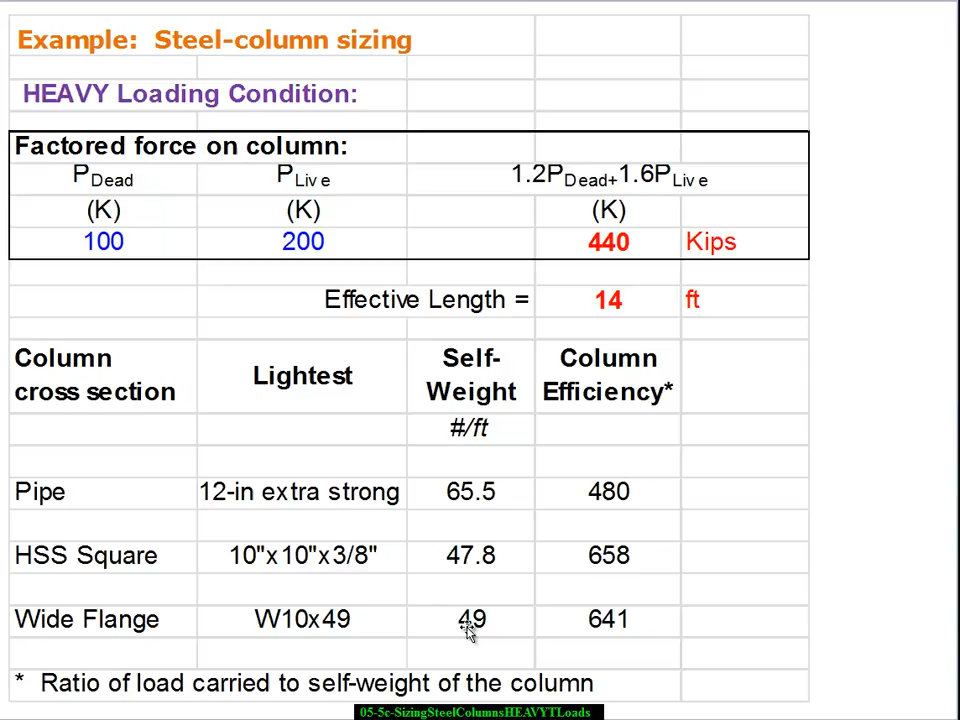 Example: Steel-column sizing
HEAVY Loading Condition:
Factored force on column:
PDead PLive 1.2PDead+1.6PLive
(K) (K) (K)
100 200 440 Kips
Effective Length = 14 ft
Column cross section Lightest Self-Weight Column Efficiency*
#/ft
Pipe 12-in extra strong 65.5 480
HSS Square 10"x10"x3/8" 47.8 658
Wide Flange W10x49 49 641
* Ratio of load carried to self-weight of the column
05-5c-SizingSteelColumnsHEAVYTLoads